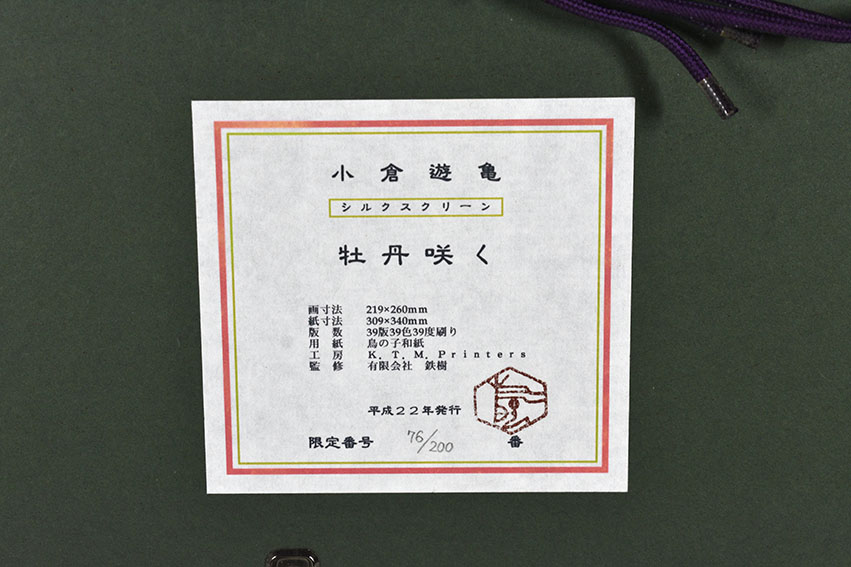 小倉遊亀
シルクスクリーン
牡丹咲く
画寸法 219×260mm
紙寸法 309×340mm
版数 39版39色39度刷り
用紙 鳥の子和紙
工房 K.T.M.Printers
監修 有限会社 鉄樹
平成22年発行
限定番号 76/200 番